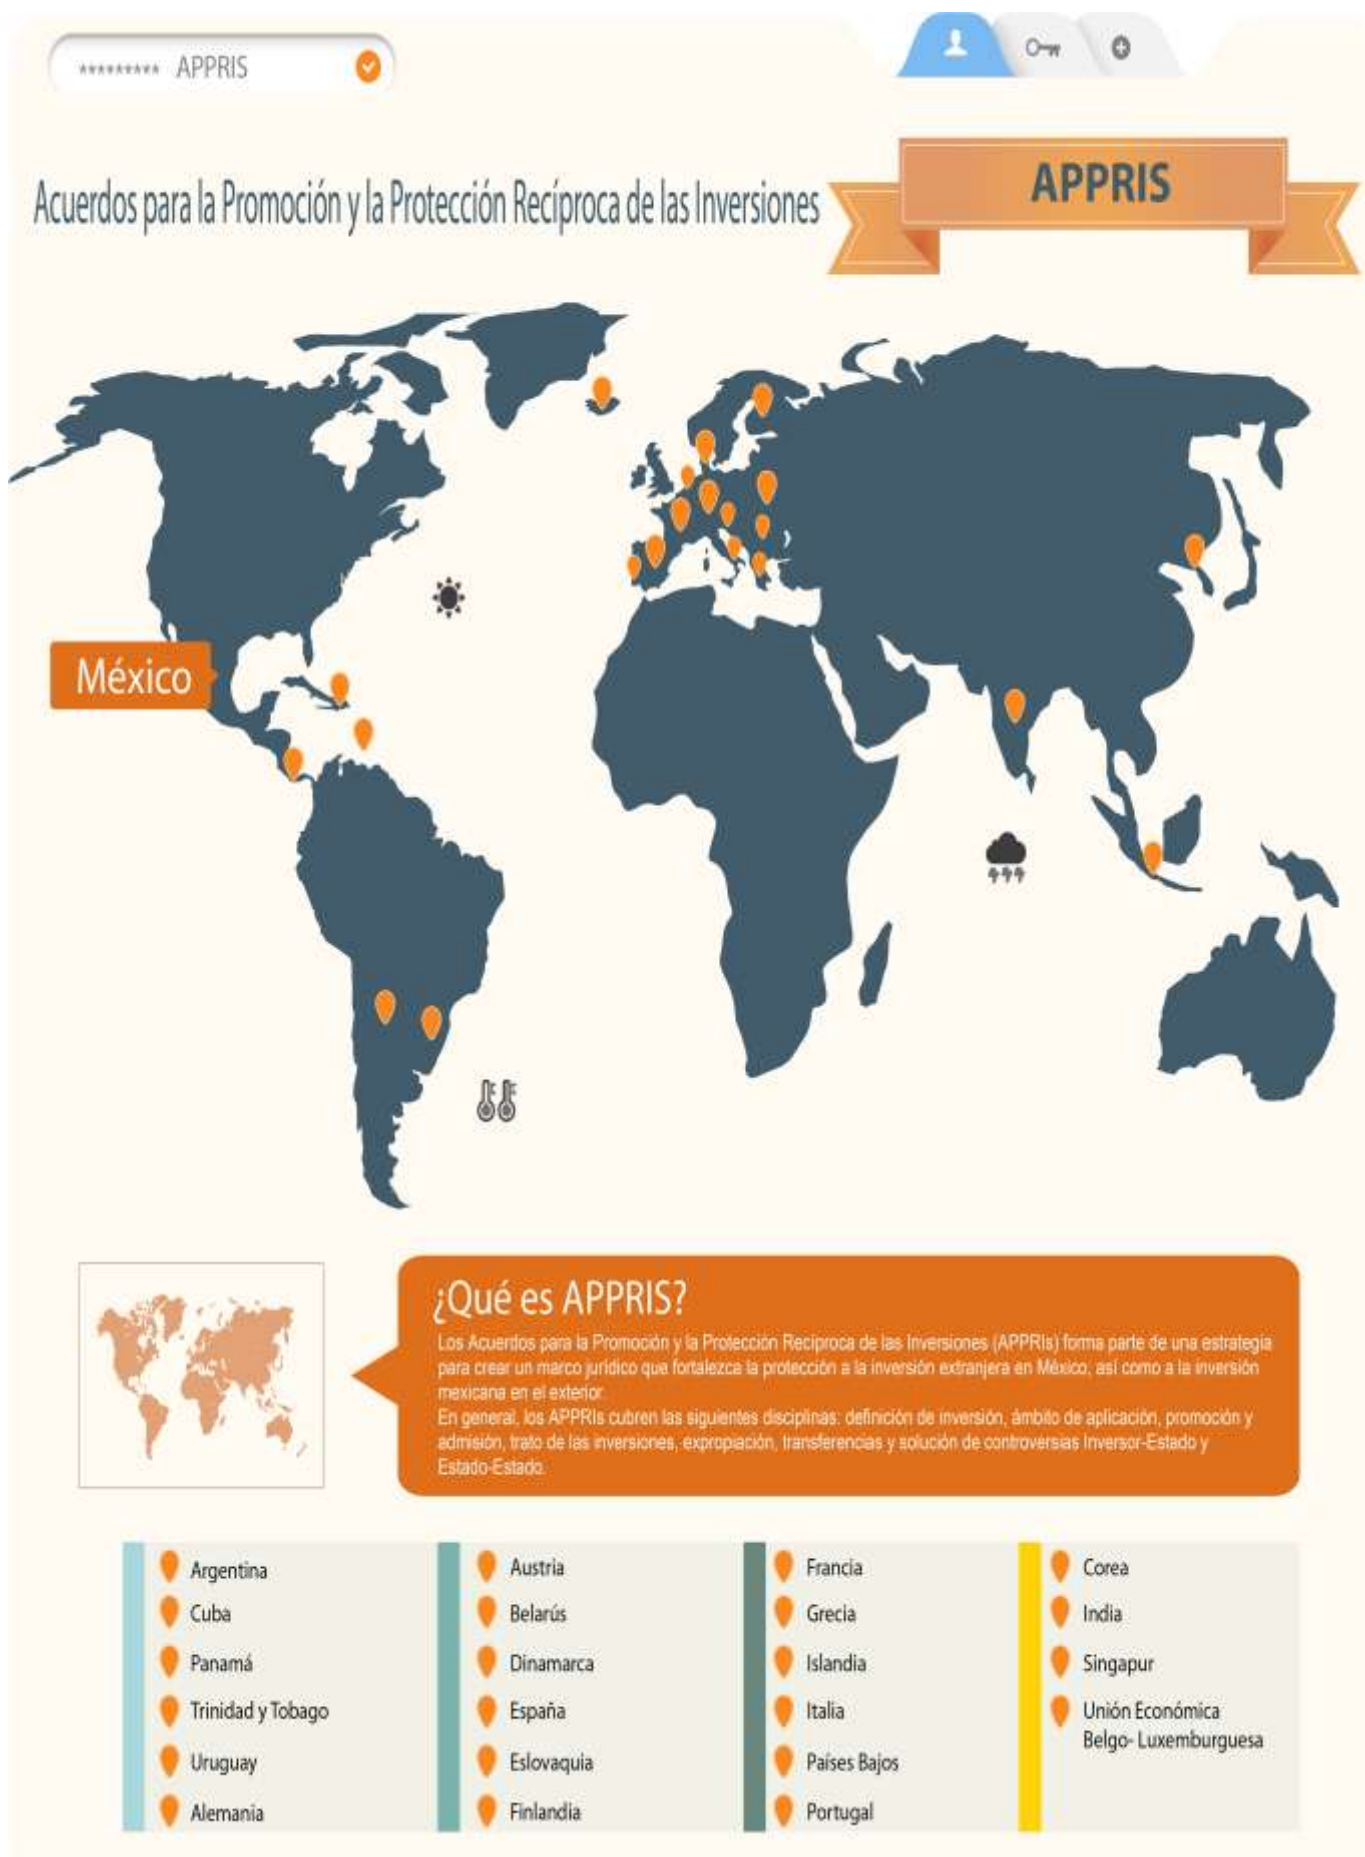 ********* APPRIS
APPRIS
Acuerdos para la Promoción y la Protección Recíproca de las Inversiones
México
¿Qué es APPRIS?
Los Acuerdos para la Promoción y la Protección Recíproca de las Inversiones (APPRIs) forma parte de una estrategia
para crear un marco jurídico que fortalezca la protección a la inversión extranjera en México, así como a la inversión
mexicana en el exterior.
En general, los APPRIs cubren las siguientes disciplinas: definición de inversión, ámbito de aplicación, promoción y
admisión, trato de las inversiones, expropiación, transferencias y solución de controversias Inversor-Estado y
Estado-Estado.
Argentina
Cuba
Panamá
Trinidad y Tobago
Uruguay
Alemania
Austria
Belarús
Dinamarca
España
Eslovaquia
Finlandia
Francia
Grecia
Islandia
Italia
Países Bajos
Portugal
Corea
India
Singapur
Unión Económica
Belgo- Luxemburguesa